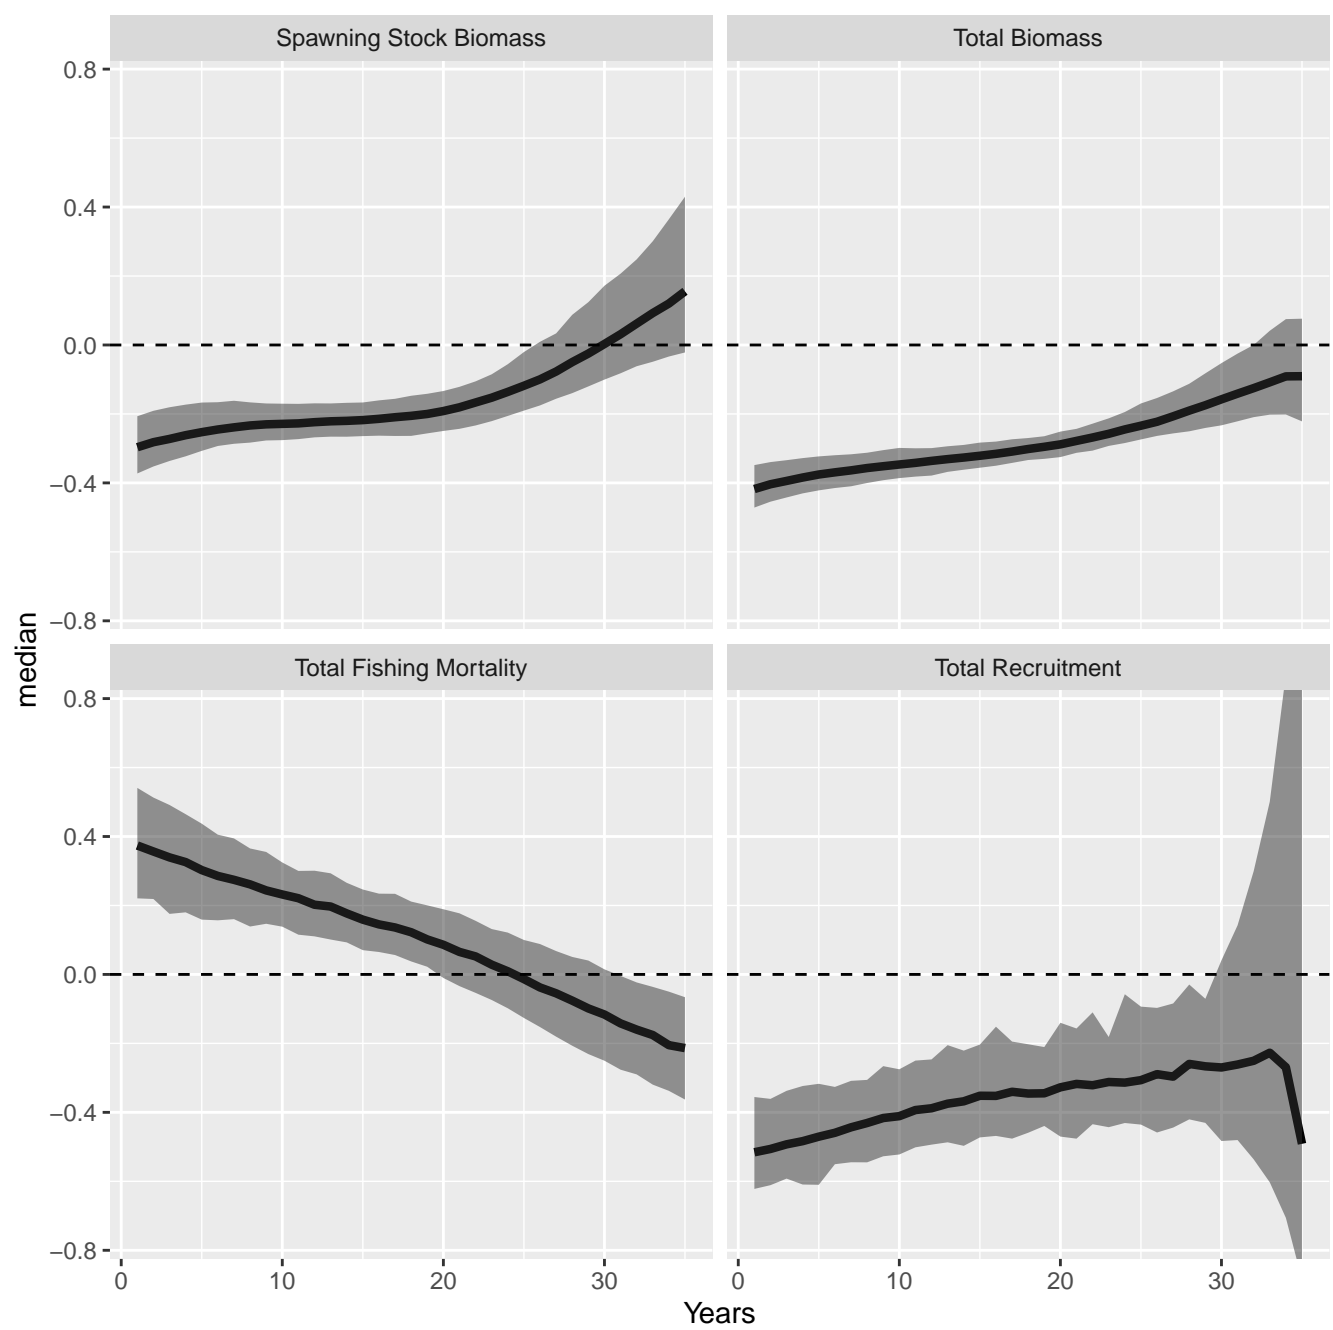 Spawning Stock Biomass
Total Biomass
0.8
0.4
0.0
−0.4
−0.8
Total Fishing Mortality
Total Recruitment
0.8
0.4
0.0
−0.4
−0.8
0 10 20 30
0 10 20 30
Years
median